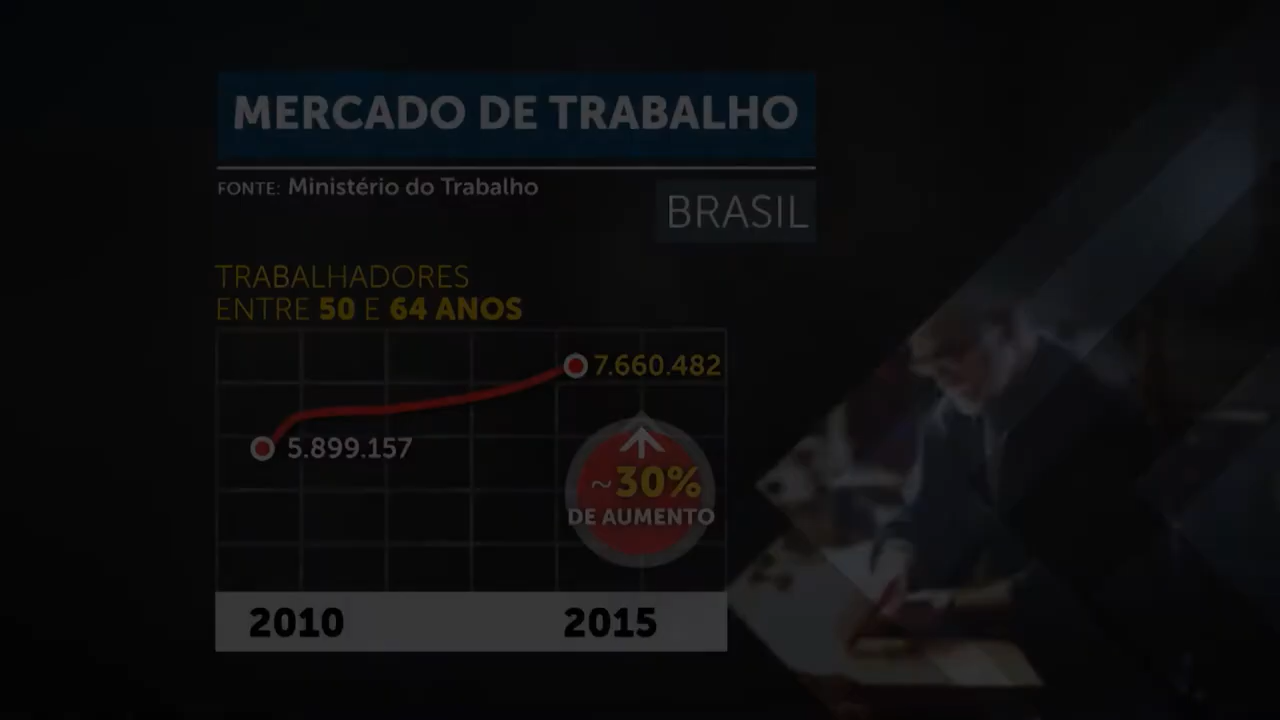 MERCADO DE TRABALHO
FONTE: Ministério do Trabalho
BRASIL
TRABALHADORES
ENTRE 50 E 64 ANOS
7.660.482
5.899.157
~30%
DE AUMENTO
2010 2015